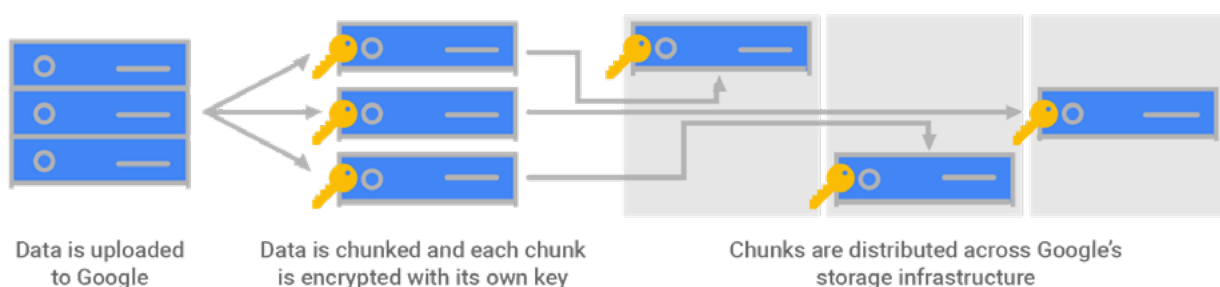 Data is uploaded
to Google
Data is chunked and each chunk
is encrypted with its own key
Chunks are distributed across Google's
storage infrastructure